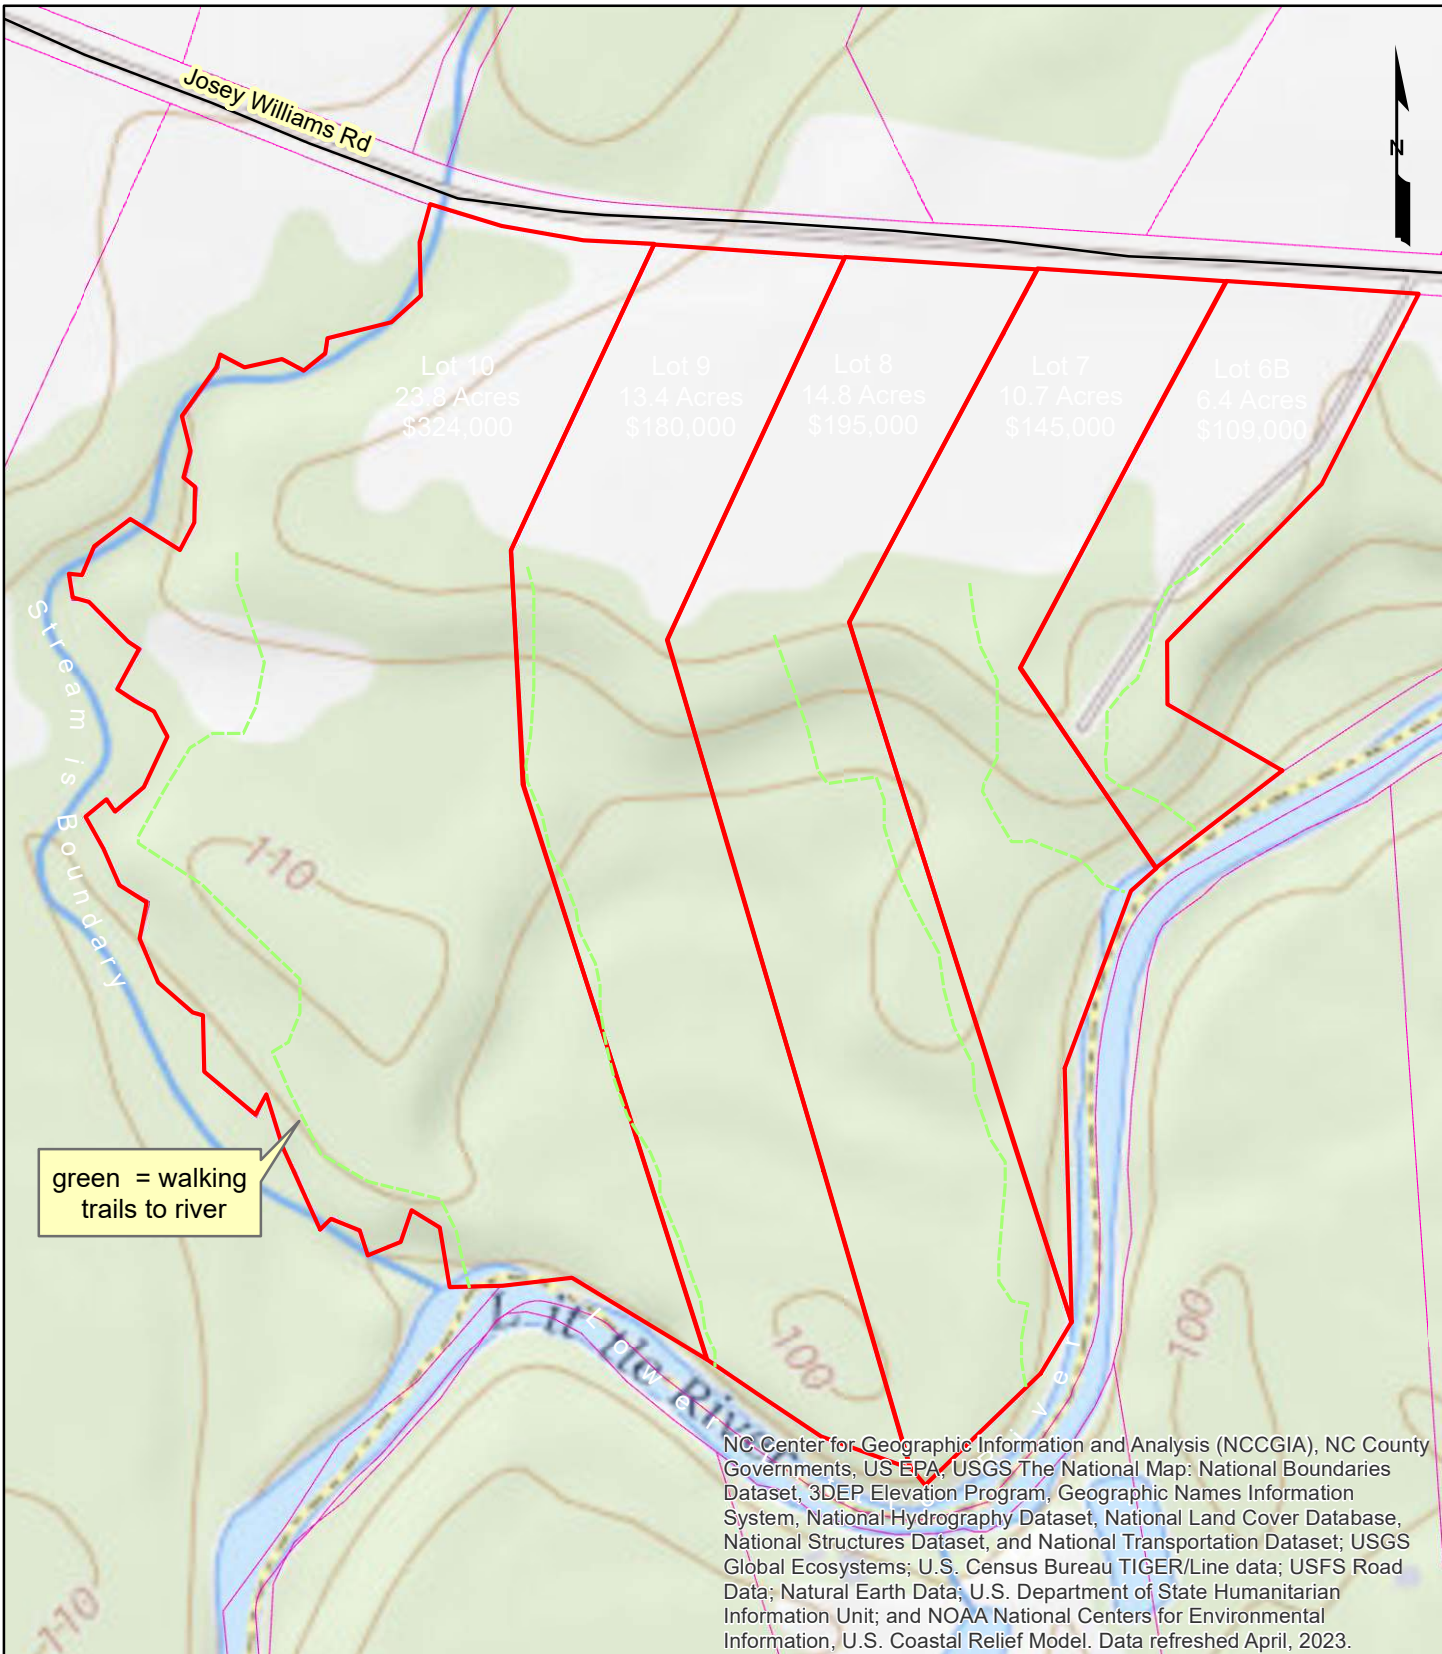 Josey Williams Rd
N
Lot 10
23.8 Acres
$324,000
Lot 9
13.4 Acres
$180,000
Lot 8
14.8 Acres
$195,000
Lot 7
10.7 Acres
$145,000
Lot 6B
6.4 Acres
$109,000
Stream is Boundary
110
green = walking
trails to river
Little River
Lower
100
100
110
NC Center for Geographic Information and Analysis (NCCGIA), NC County
Governments, US EPA, USGS The National Map: National Boundaries
Dataset, 3DEP Elevation Program, Geographic Names Information
System, National Hydrography Dataset, National Land Cover Database,
National Structures Dataset, and National Transportation Dataset; USGS
Global Ecosystems; U.S. Census Bureau TIGER/Line data; USFS Road
Data; Natural Earth Data; U.S. Department of State Humanitarian
Information Unit; and NOAA National Centers for Environmental
Information, U.S. Coastal Relief Model. Data refreshed April, 2023.